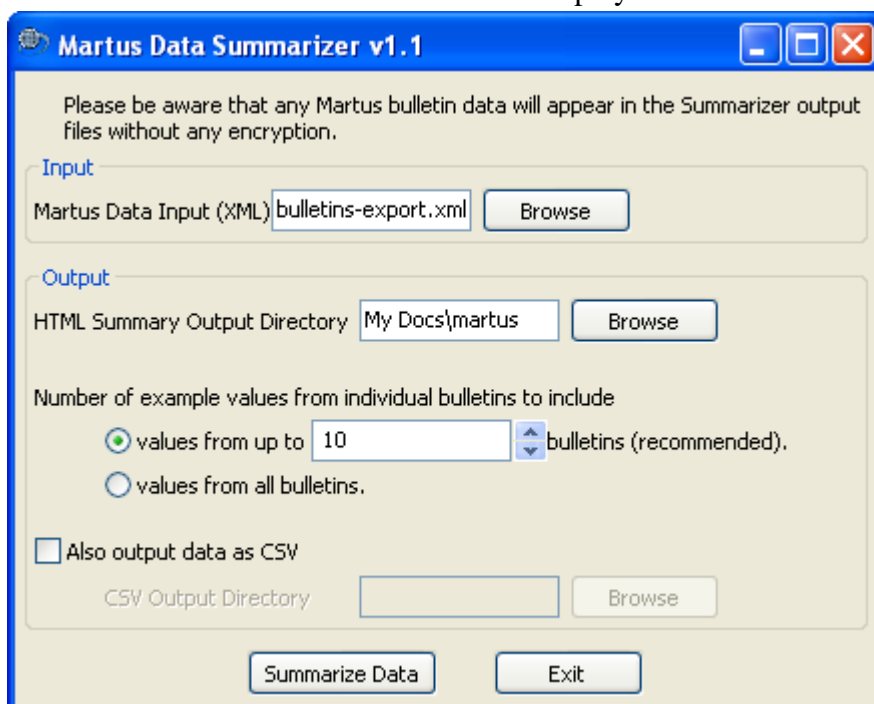 Martus Data Summarizer v1.1
Please be aware that any Martus bulletin data will appear in the Summarizer output
files without any encryption.
Input
Martus Data Input (XML) bulletins-export.xml Browse
Output
HTML Summary Output Directory My Docs\martus Browse
Number of example values from individual bulletins to include
values from up to 10 bulletins (recommended).
values from all bulletins.
Also output data as CSV
CSV Output Directory Browse
Summarize Data Exit